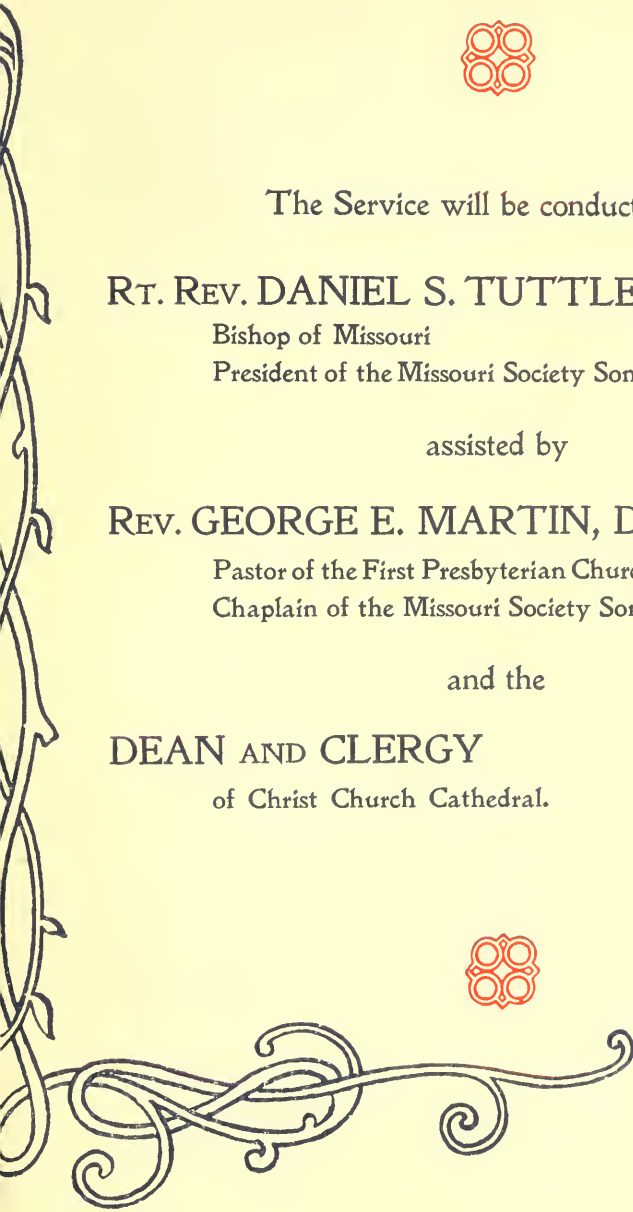 The Service will be conduct
RT. REV. DANIEL S. TUTTLE
Bishop of Missouri
President of the Missouri Society Son
assisted by
REV. GEORGE E. MARTIN, D
Pastor of the First Presbyterian Churc
Chaplain of the Missouri Society Son
and the
DEAN AND CLERGY
of Christ Church Cathedral.